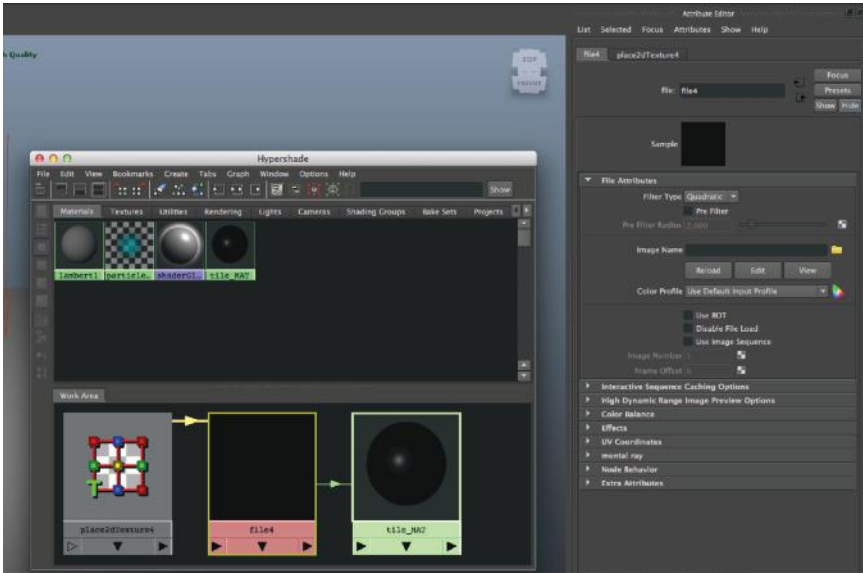 Attribute Editor
List Selected Focus Attributes Show Help
h Quality
TOP
FRONT
file4 place2dTexture4
file: file4
Focus
Presets
Show Hide
Sample
Hypershade
File Edit View Bookmarks Create Tabs Graph Window Options Help
Show
Materials Textures Utilities Rendering Lights Cameras Shading Groups Bake Sets Projects
lambert1 particle… shaderGl… tile_MAT
Work Area
place2dTexture4 file4 tile_MAT
File Attributes
Filter Type Quadratic
Pre Filter
Pre Filter Radius 2.000
Image Name
Reload Edit View
Color Profile Use Default Input Profile
Use BOT
Disable File Load
Use Image Sequence
Image Number 1
Frame Offset 0
Interactive Sequence Caching Options
High Dynamic Range Image Preview Options
Color Balance
Effects
UV Coordinates
mental ray
Node Behavior
Extra Attributes